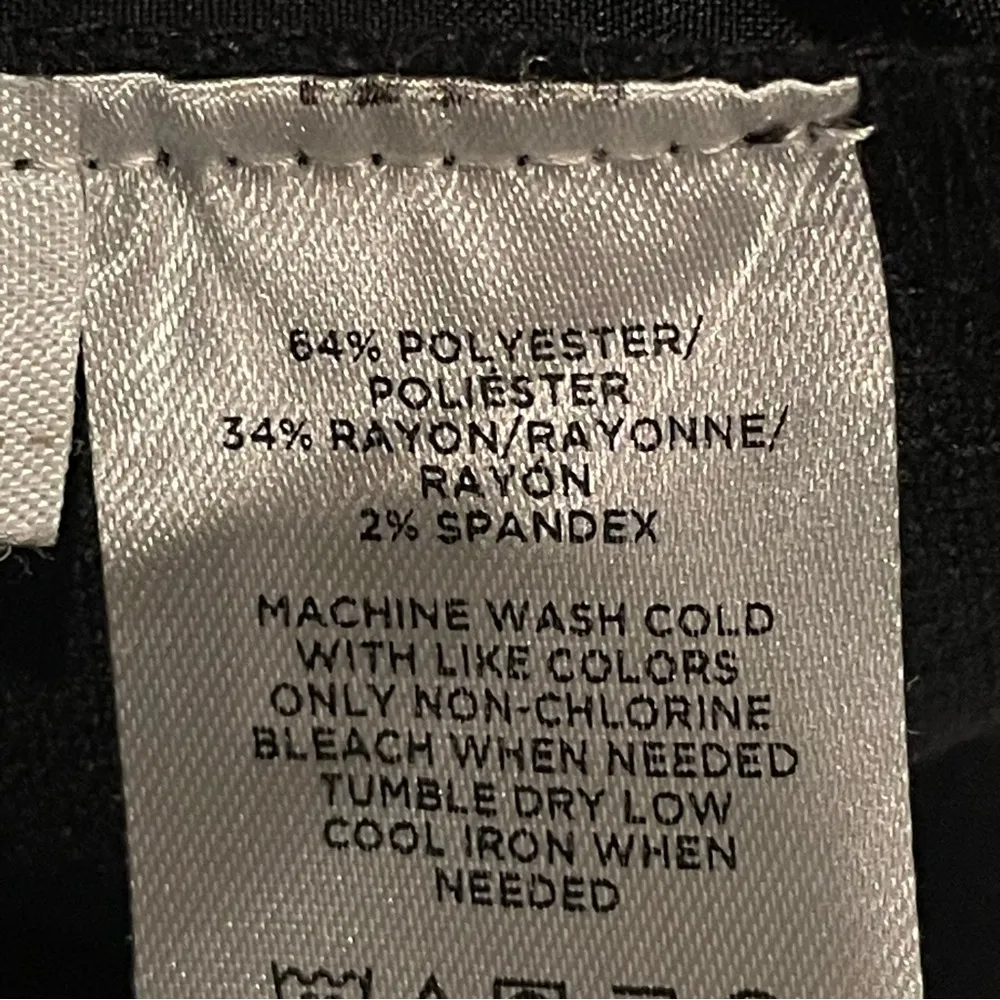 64% POLYESTER/
POLIÉSTER
34% RAYON/RAYONNE/
RAYÓN
2% SPANDEX
MACHINE WASH COLD
WITH LIKE COLORS
ONLY NON-CHLORINE
BLEACH WHEN NEEDED
TUMBLE DRY LOW
COOL IRON WHEN
NEEDED